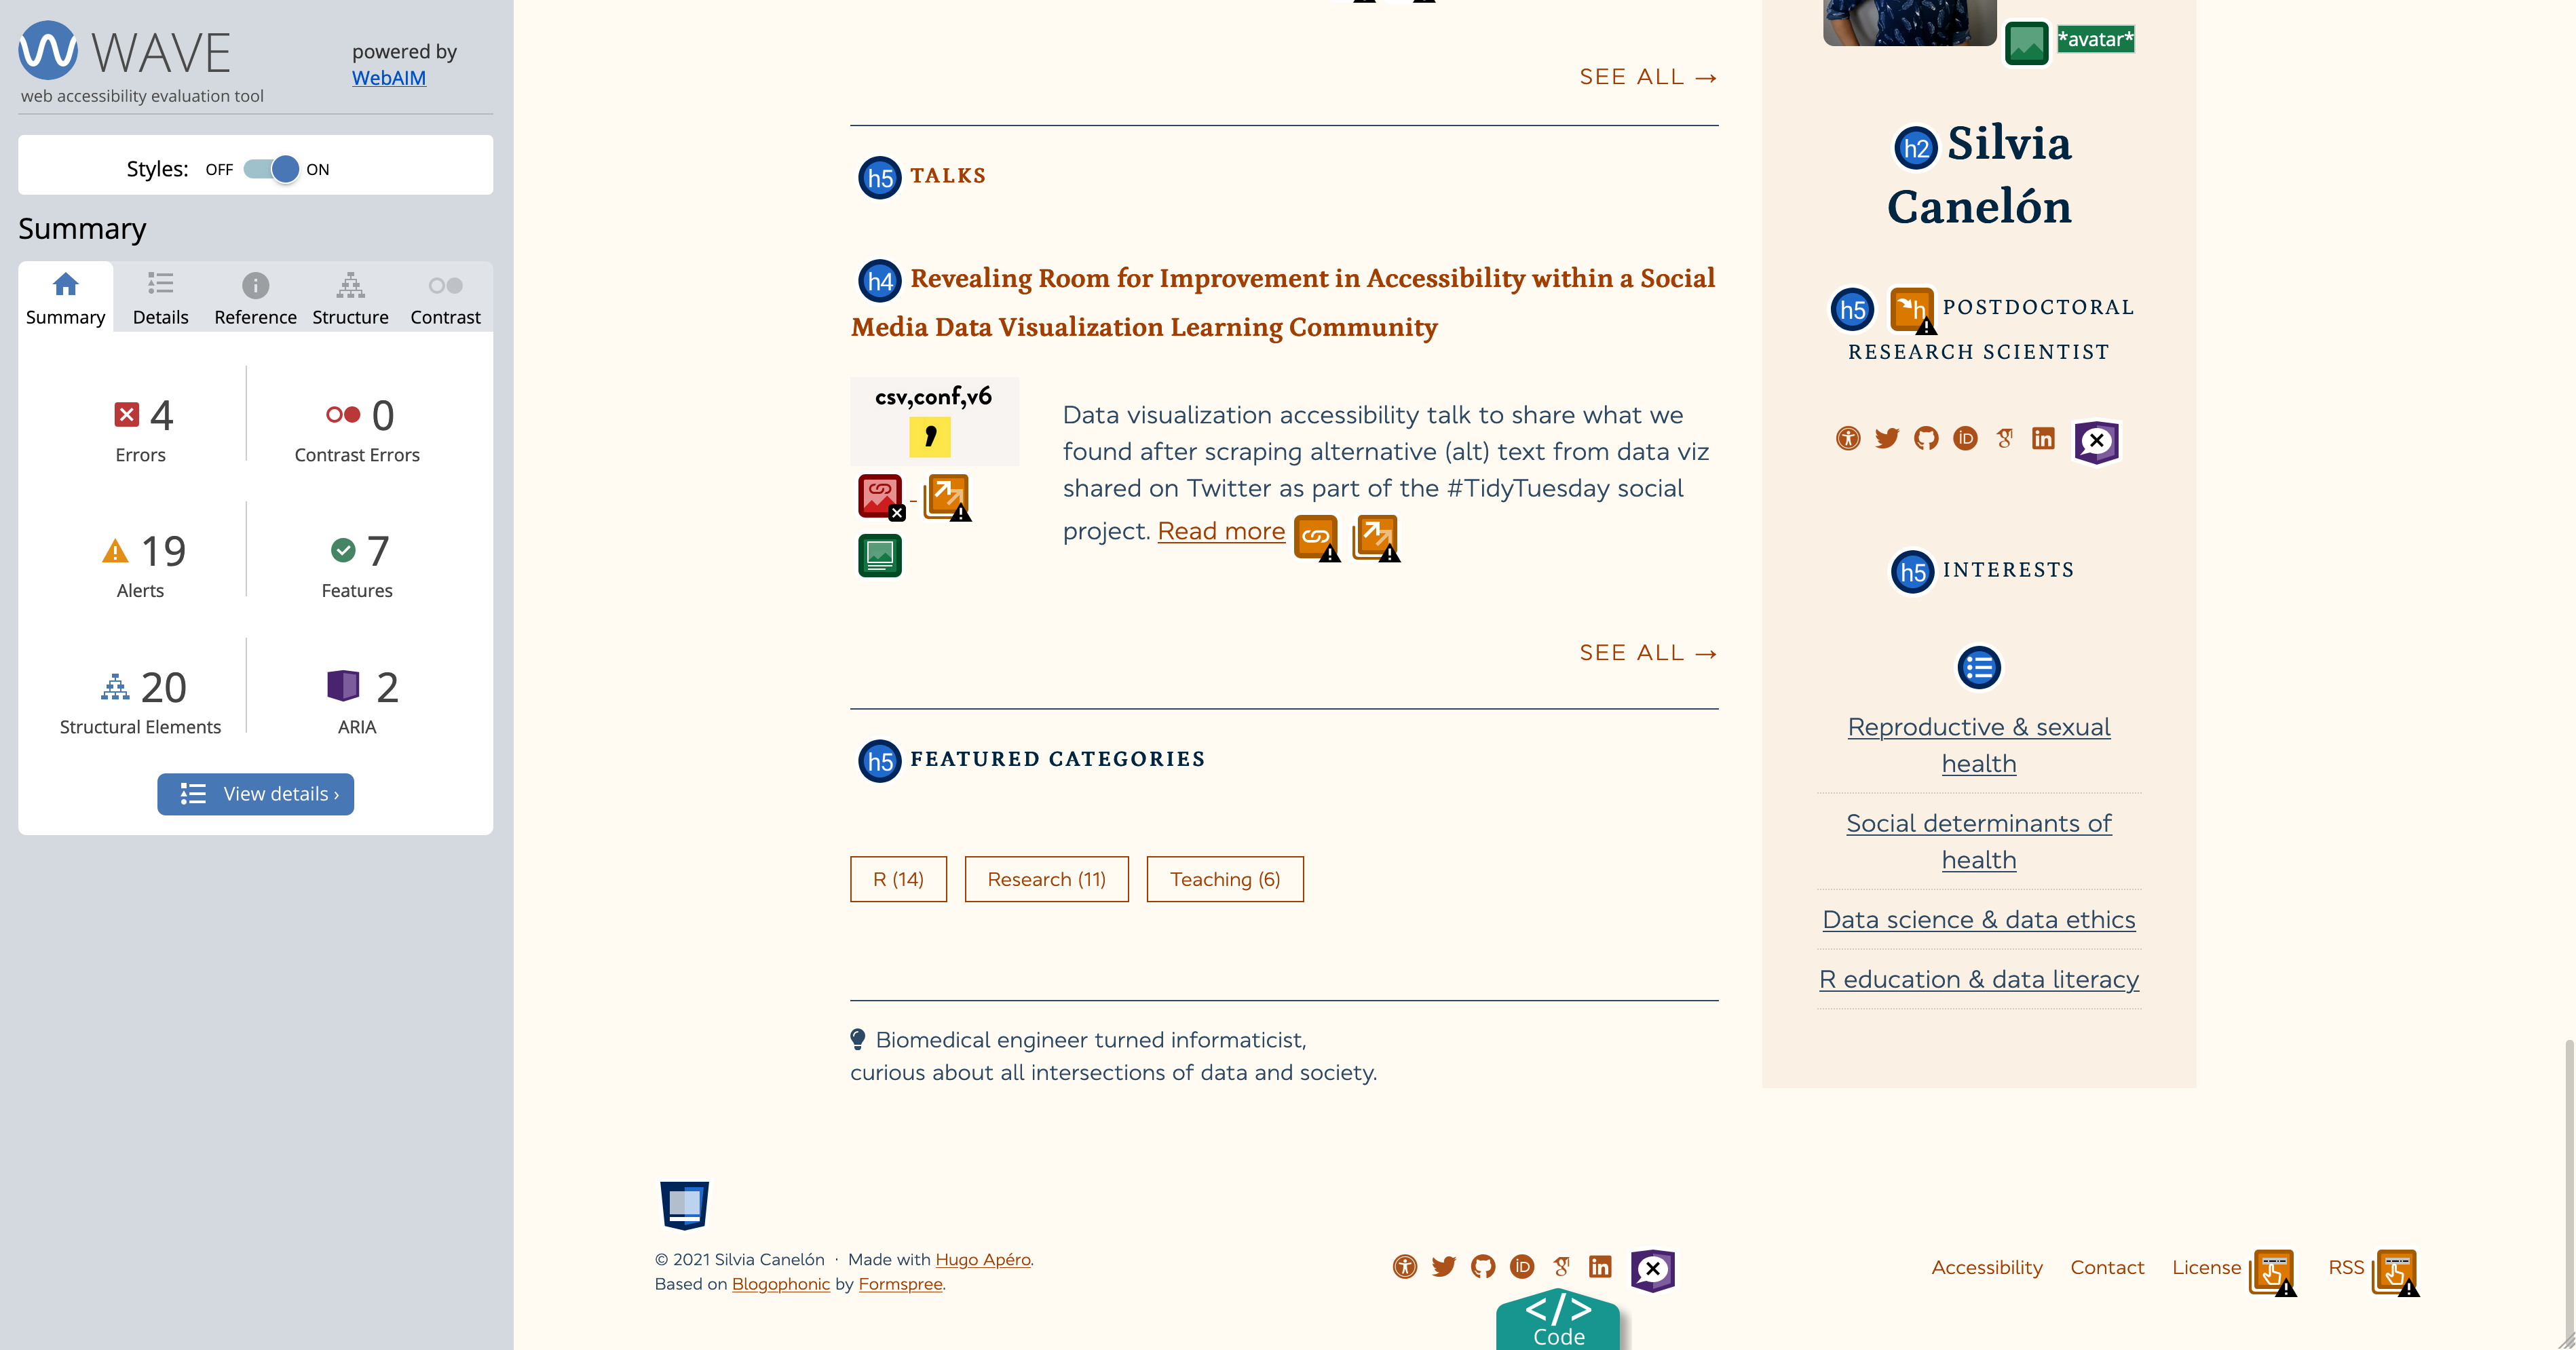 WAVE
powered by
WebAIM
web accessibility evaluation tool
Styles: OFF ON
Summary
Summary Details Reference Structure Contrast
4
Errors
0
Contrast Errors
19
Alerts
7
Features
20
Structural Elements
2
ARIA
View details ›
SEE ALL →
h5 TALKS
h4 Revealing Room for Improvement in Accessibility within a Social
Media Data Visualization Learning Community
csv,conf,v6
,
Data visualization accessibility talk to share what we
found after scraping alternative (alt) text from data viz
shared on Twitter as part of the #TidyTuesday social
project. Read more
SEE ALL →
h5 FEATURED CATEGORIES
R (14) Research (11) Teaching (6)
Biomedical engineer turned informaticist,
curious about all intersections of data and society.
*avatar*
h2 Silvia
Canelón
h5 h POSTDOCTORAL
RESEARCH SCIENTIST
iD in
h5 INTERESTS
Reproductive & sexual
health
Social determinants of
health
Data science & data ethics
R education & data literacy
© 2021 Silvia Canelón · Made with Hugo Apéro.
Based on Blogophonic by Formspree.
iD in
Accessibility Contact License RSS
</>
Code